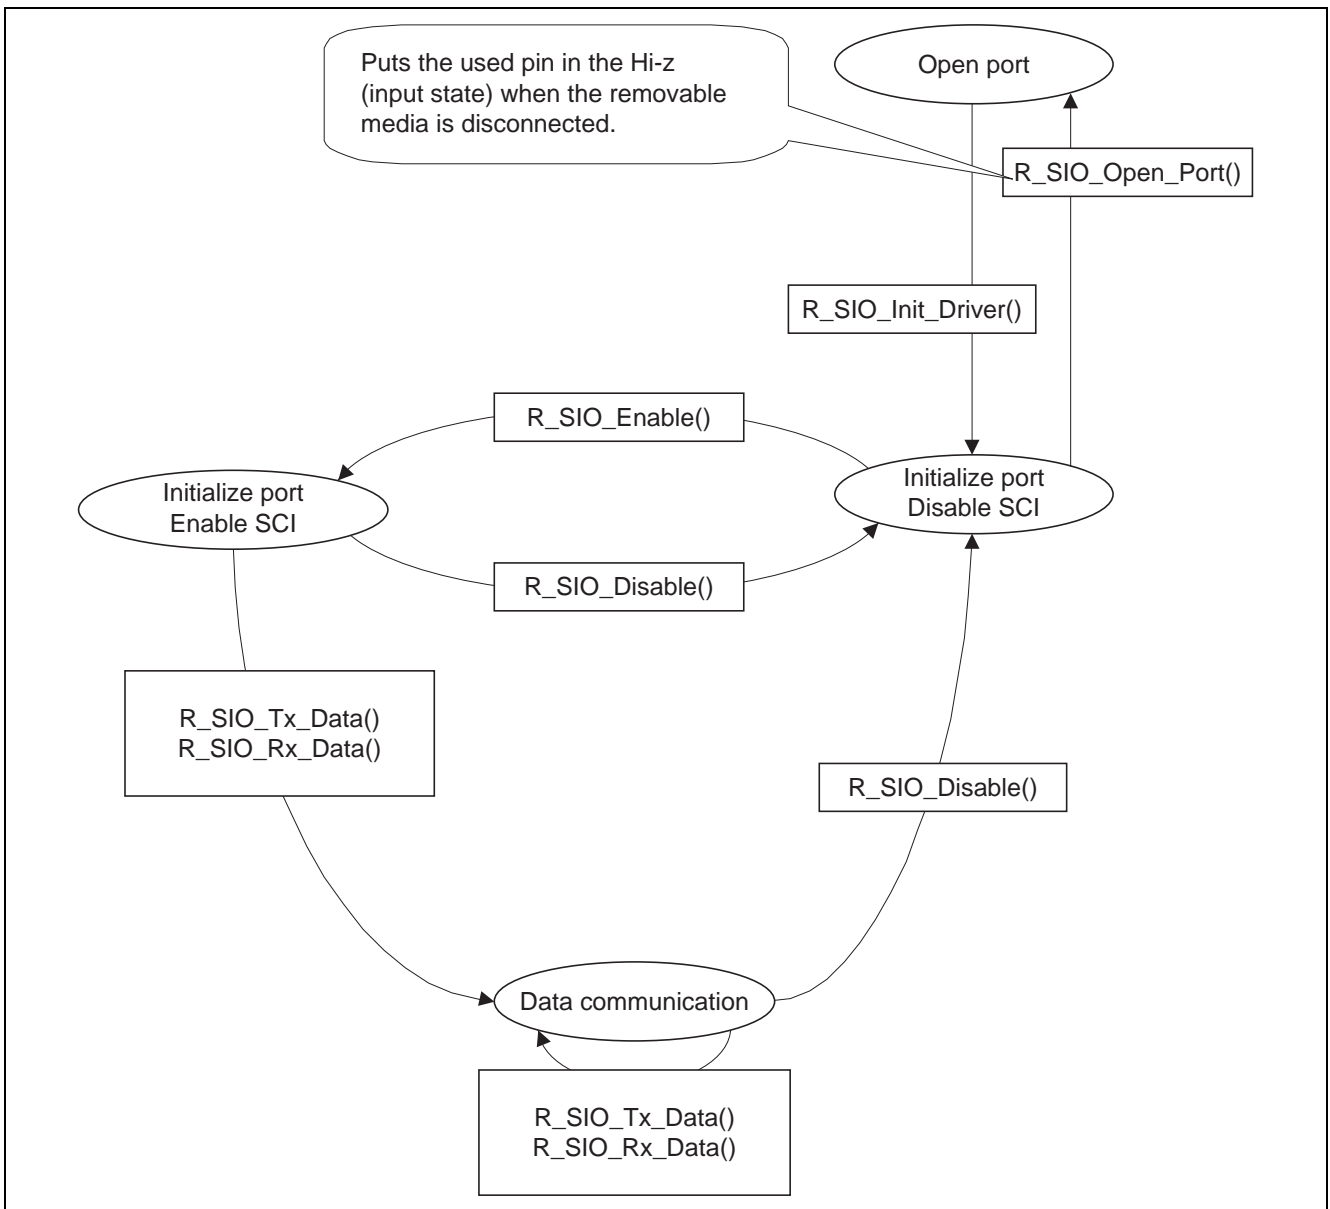 Puts the used pin in the Hi-z
(input state) when the removable
media is disconnected.
Open port
R_SIO_Open_Port()
R_SIO_Init_Driver()
R_SIO_Enable()
Initialize port
Enable SCI
Initialize port
Disable SCI
R_SIO_Disable()
R_SIO_Tx_Data()
R_SIO_Rx_Data()
R_SIO_Disable()
Data communication
R_SIO_Tx_Data()
R_SIO_Rx_Data()